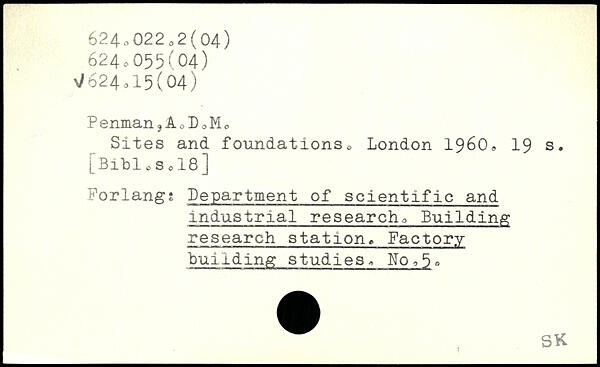 624.022.2(04)
624.055(04)
√624.15(04)
Penman,A.D.M.
Sites and foundations. London 1960. 19 s.
[Bibl.s.18]
Forlang: Department of scientific and
industrial research. Building
research station. Factory
building studies. No.5.
SK